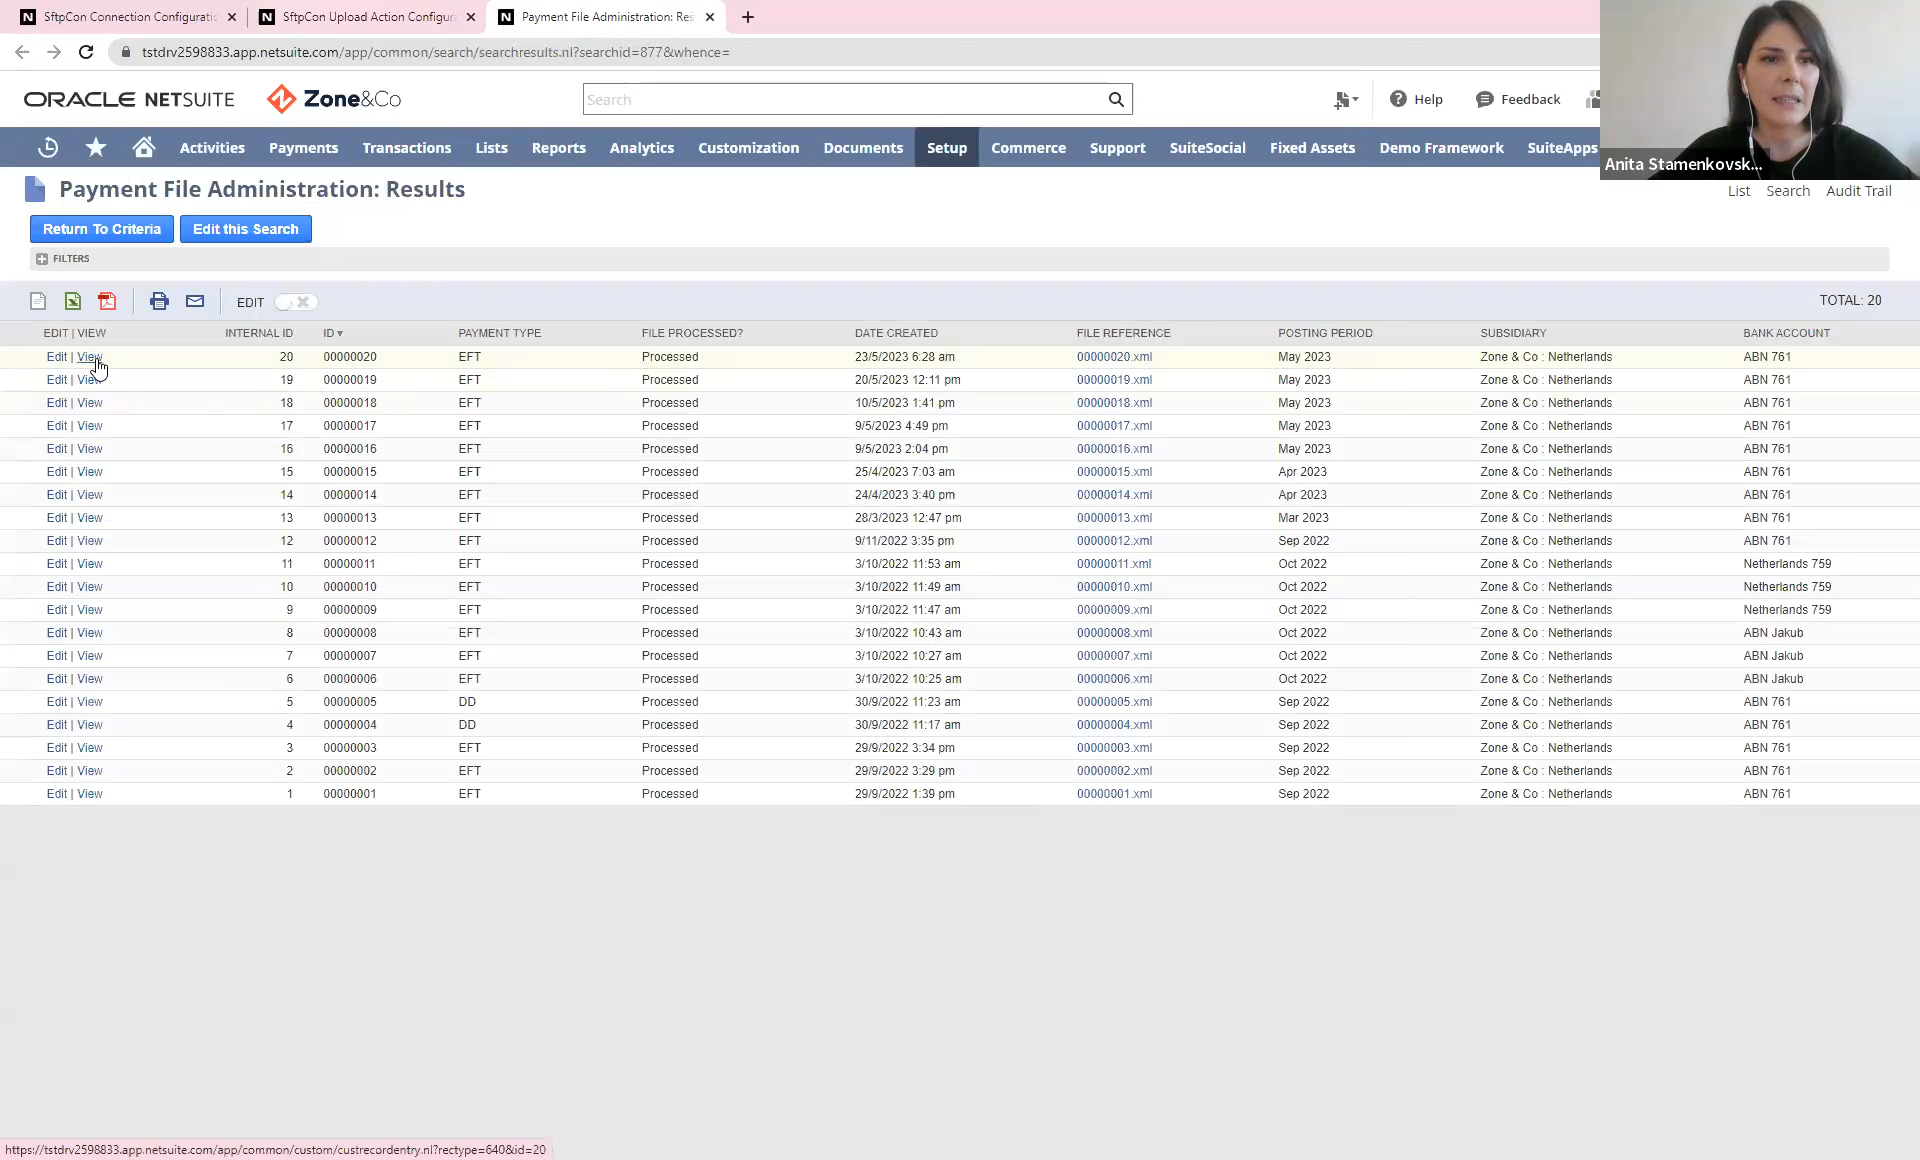 SftpCon Connection Configurati
SftpCon Upload Action Configura
Payment File Administration: Res
tstdrv2598833.app.netsuite.com/app/common/search/searchresults.nl?searchid=877&whence=
ORACLE NETSUITE
Zone&Co
Search
Help
Feedback
Anita Stamenkovsk...
Activities Payments Transactions Lists Reports Analytics Customization Documents Setup Commerce Support SuiteSocial Fixed Assets Demo Framework SuiteApps
Payment File Administration: Results
List Search Audit Trail
Return To Criteria Edit this Search
FILTERS
EDIT
TOTAL: 20
EDIT | VIEW INTERNAL ID ID PAYMENT TYPE FILE PROCESSED? DATE CREATED FILE REFERENCE POSTING PERIOD SUBSIDIARY BANK ACCOUNT
Edit | View 20 00000020 EFT Processed 23/5/2023 6:28 am 00000020.xml May 2023 Zone & Co : Netherlands ABN 761
Edit | View 19 00000019 EFT Processed 20/5/2023 12:11 pm 00000019.xml May 2023 Zone & Co : Netherlands ABN 761
Edit | View 18 00000018 EFT Processed 10/5/2023 1:41 pm 00000018.xml May 2023 Zone & Co : Netherlands ABN 761
Edit | View 17 00000017 EFT Processed 9/5/2023 4:49 pm 00000017.xml May 2023 Zone & Co : Netherlands ABN 761
Edit | View 16 00000016 EFT Processed 9/5/2023 2:04 pm 00000016.xml May 2023 Zone & Co : Netherlands ABN 761
Edit | View 15 00000015 EFT Processed 25/4/2023 7:03 am 00000015.xml Apr 2023 Zone & Co : Netherlands ABN 761
Edit | View 14 00000014 EFT Processed 24/4/2023 3:40 pm 00000014.xml Apr 2023 Zone & Co : Netherlands ABN 761
Edit | View 13 00000013 EFT Processed 28/3/2023 12:47 pm 00000013.xml Mar 2023 Zone & Co : Netherlands ABN 761
Edit | View 12 00000012 EFT Processed 9/11/2022 3:35 pm 00000012.xml Sep 2022 Zone & Co : Netherlands ABN 761
Edit | View 11 00000011 EFT Processed 3/10/2022 11:53 am 00000011.xml Oct 2022 Zone & Co : Netherlands Netherlands 759
Edit | View 10 00000010 EFT Processed 3/10/2022 11:49 am 00000010.xml Oct 2022 Zone & Co : Netherlands Netherlands 759
Edit | View 9 00000009 EFT Processed 3/10/2022 11:47 am 00000009.xml Oct 2022 Zone & Co : Netherlands Netherlands 759
Edit | View 8 00000008 EFT Processed 3/10/2022 10:43 am 00000008.xml Oct 2022 Zone & Co : Netherlands ABN Jakub
Edit | View 7 00000007 EFT Processed 3/10/2022 10:27 am 00000007.xml Oct 2022 Zone & Co : Netherlands ABN Jakub
Edit | View 6 00000006 EFT Processed 3/10/2022 10:25 am 00000006.xml Oct 2022 Zone & Co : Netherlands ABN Jakub
Edit | View 5 00000005 DD Processed 30/9/2022 11:23 am 00000005.xml Sep 2022 Zone & Co : Netherlands ABN 761
Edit | View 4 00000004 DD Processed 30/9/2022 11:17 am 00000004.xml Sep 2022 Zone & Co : Netherlands ABN 761
Edit | View 3 00000003 EFT Processed 29/9/2022 3:34 pm 00000003.xml Sep 2022 Zone & Co : Netherlands ABN 761
Edit | View 2 00000002 EFT Processed 29/9/2022 3:29 pm 00000002.xml Sep 2022 Zone & Co : Netherlands ABN 761
Edit | View 1 00000001 EFT Processed 29/9/2022 1:39 pm 00000001.xml Sep 2022 Zone & Co : Netherlands ABN 761
https://tstdrv2598833.app.netsuite.com/app/common/custom/custrecordentry.nl?rectype=640&id=20